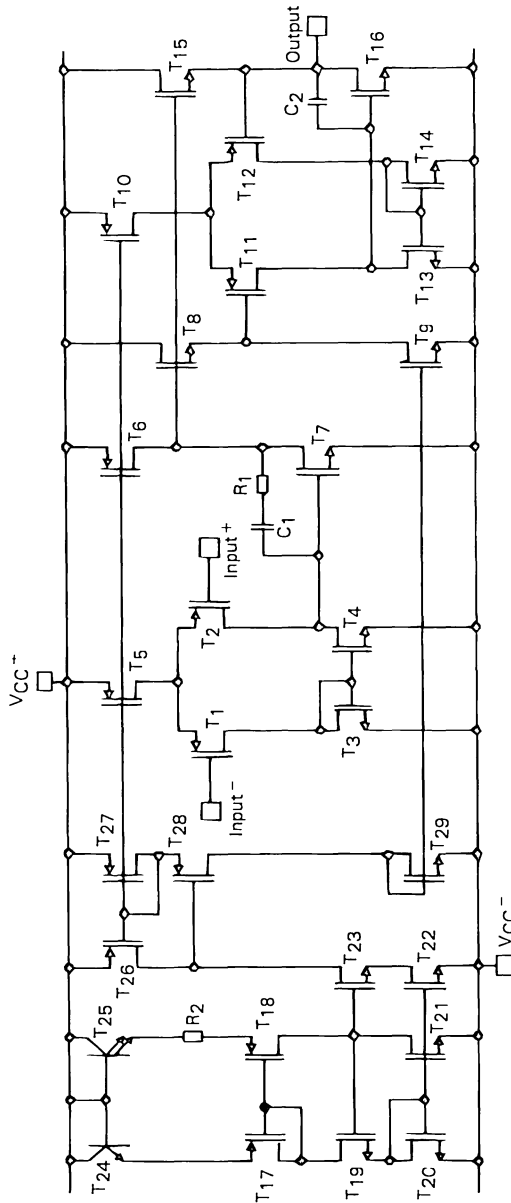 VCC+
T24
T25
T26
T27
T5
T6
T8
T10
T15
R2
T28
T17
T18
Input-
T1
T2
Input+
C1
R1
T11
T12
C2
Output
T19
T23
T3
T4
T7
T9
T13
T14
T16
T2C
T21
T22
T29
VCC-